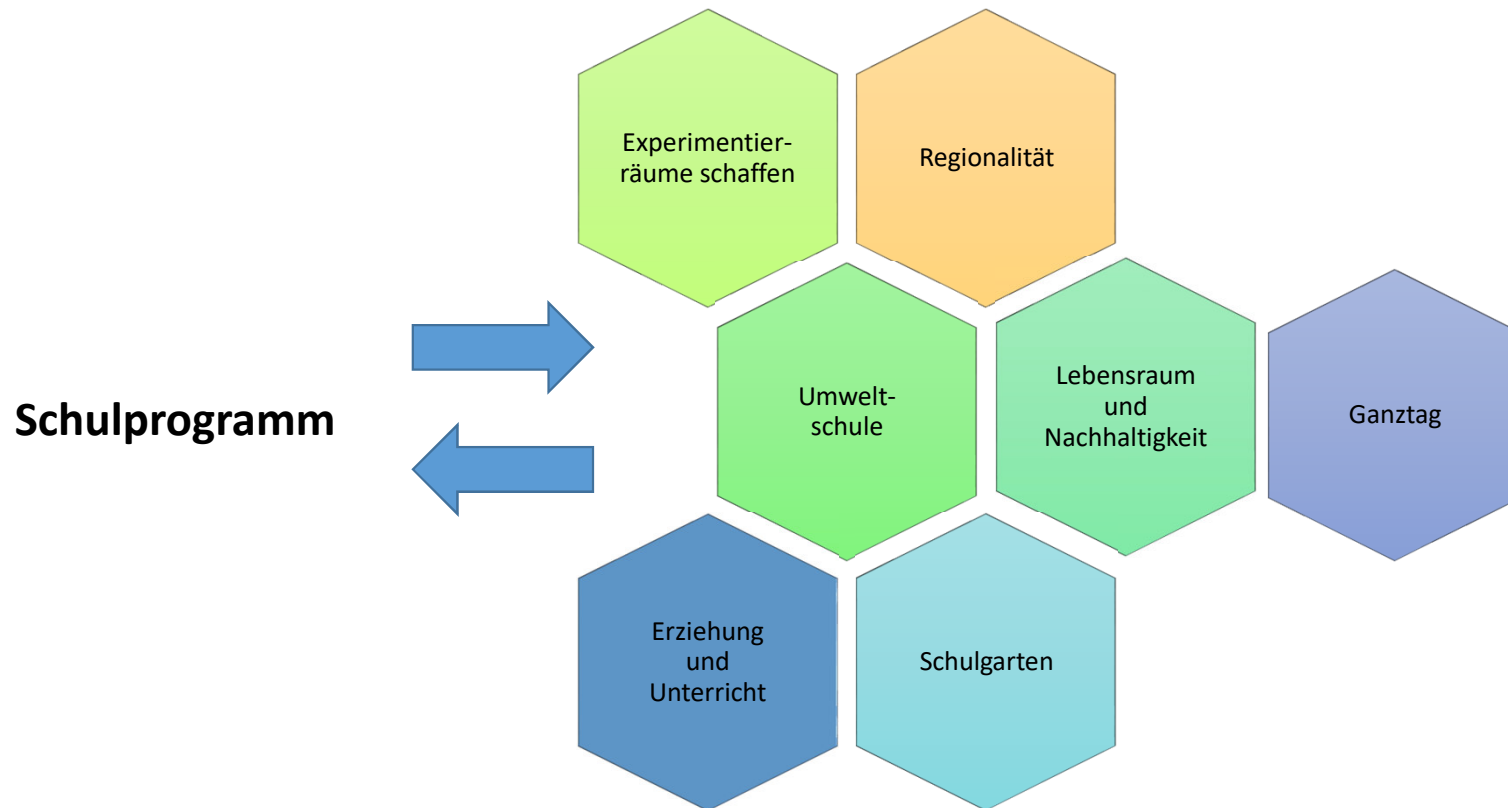 Experimentier-
räume schaffen
Regionalität
Schulprogramm
Umwelt-
schule
Lebensraum
und
Nachhaltigkeit
Ganztag
Erziehung
und
Unterricht
Schulgarten